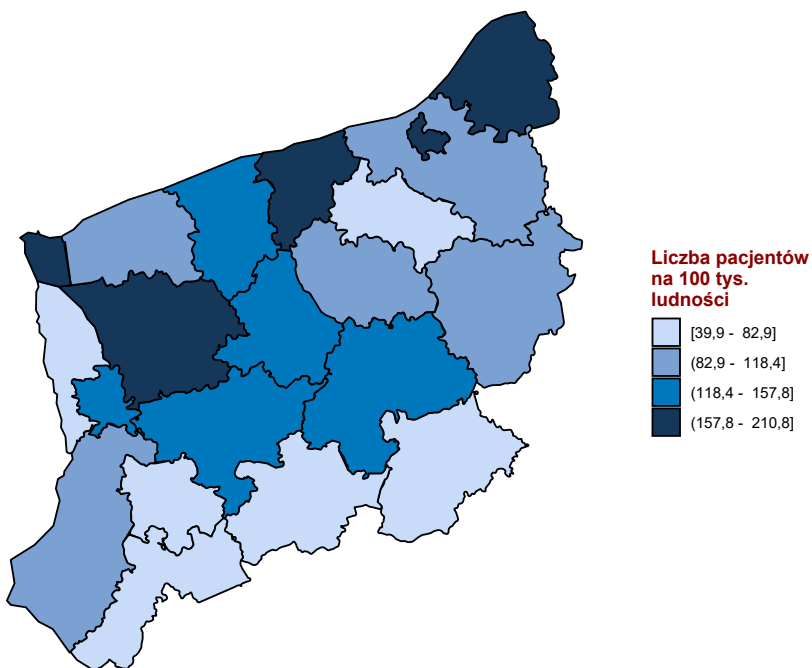 Liczba pacjentów
na 100 tys.
ludności
[39,9 - 82,9]
(82,9 - 118,4]
(118,4 - 157,8]
(157,8 - 210,8]